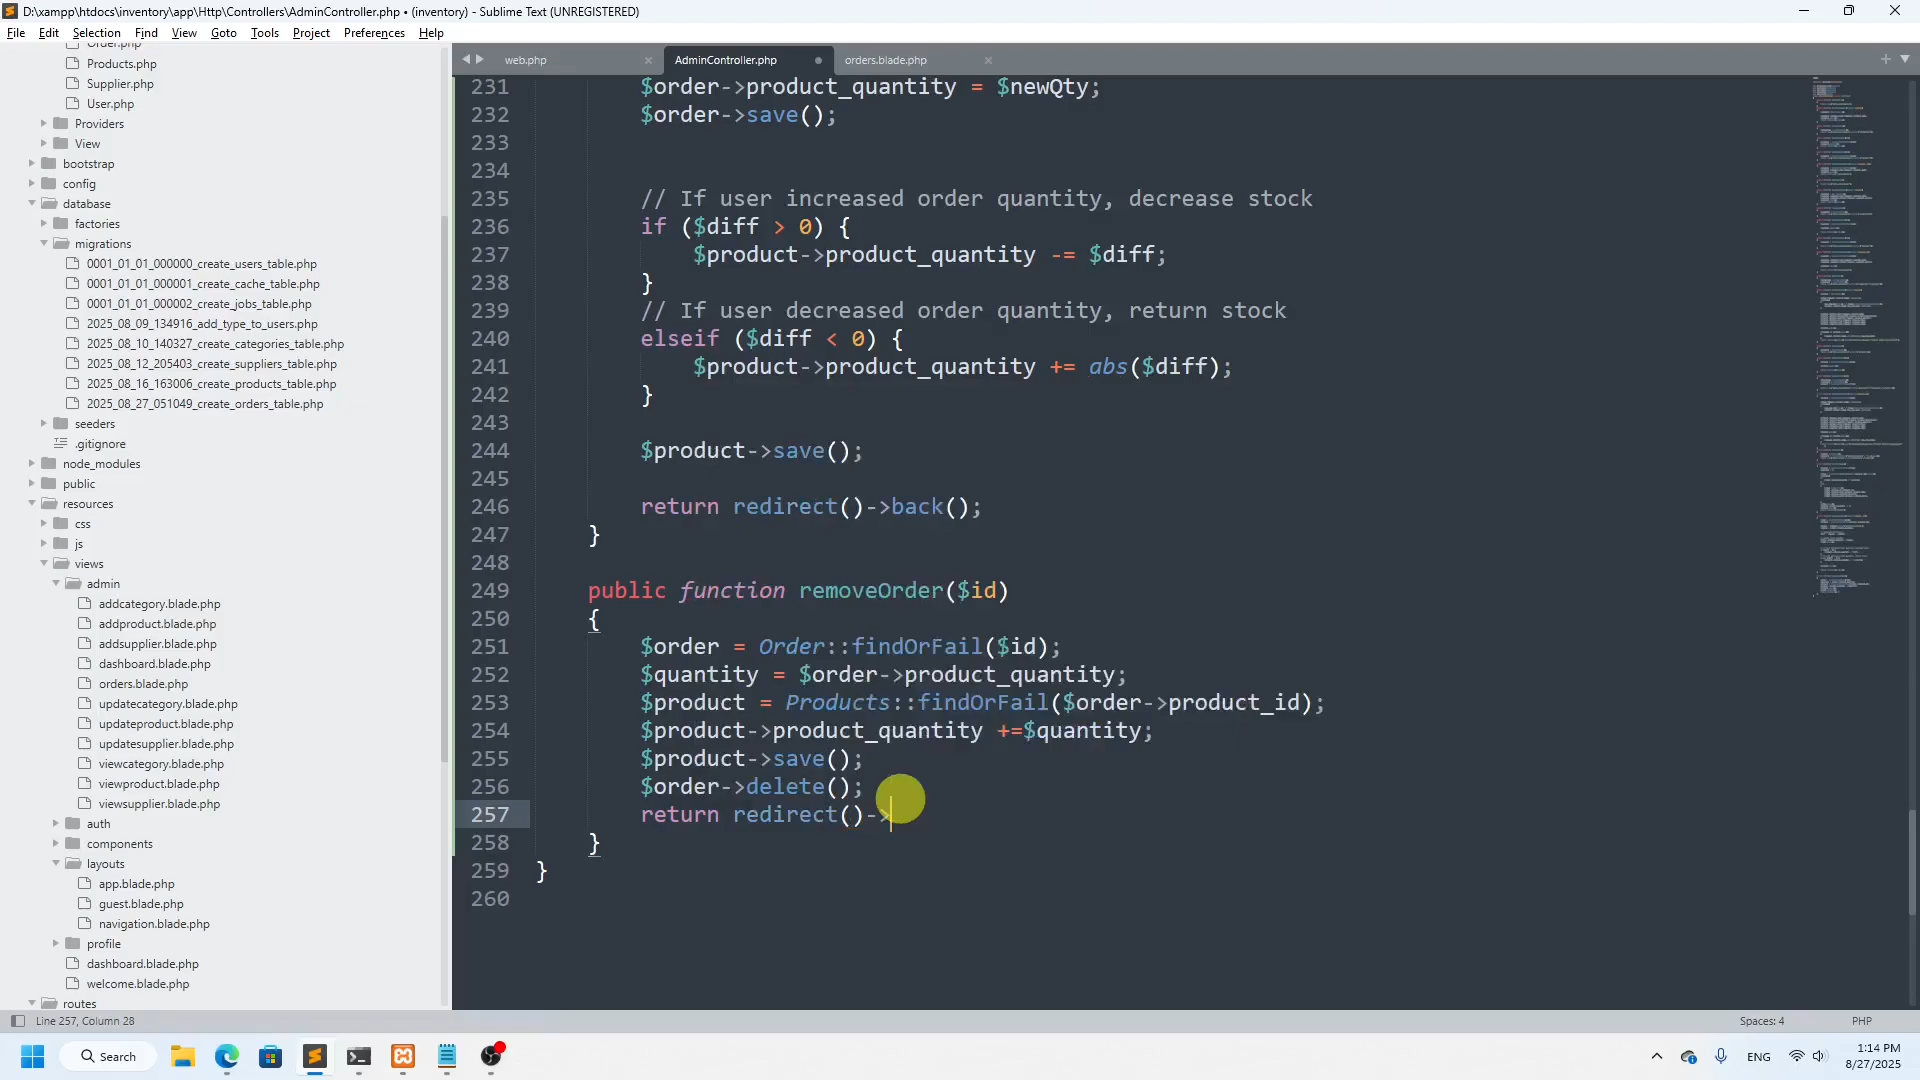 D:\xampp\htdocs\inventory\app\Http\Controllers\AdminController.php • (inventory) - Sublime Text (UNREGISTERED)
File Edit Selection Find View Goto Tools Project Preferences Help
Order.php
Products.php
Supplier.php
User.php
Providers
View
bootstrap
config
database
factories
migrations
0001_01_01_000000_create_users_table.php
0001_01_01_000001_create_cache_table.php
0001_01_01_000002_create_jobs_table.php
2025_08_09_134916_add_type_to_users.php
2025_08_10_140327_create_categories_table.php
2025_08_12_205403_create_suppliers_table.php
2025_08_16_163006_create_products_table.php
2025_08_27_051049_create_orders_table.php
seeders
.gitignore
node_modules
public
resources
css
js
views
admin
addcategory.blade.php
addproduct.blade.php
addsupplier.blade.php
dashboard.blade.php
orders.blade.php
updatecategory.blade.php
updateproduct.blade.php
updatesupplier.blade.php
viewcategory.blade.php
viewproduct.blade.php
viewsupplier.blade.php
auth
components
layouts
app.blade.php
guest.blade.php
navigation.blade.php
profile
dashboard.blade.php
welcome.blade.php
routes
web.php AdminController.php orders.blade.php
231 $order->product_quantity = $newQty;
232 $order->save();
233
234
235 // If user increased order quantity, decrease stock
236 if ($diff > 0) {
237 $product->product_quantity -= $diff;
238 }
239 // If user decreased order quantity, return stock
240 elseif ($diff < 0) {
241 $product->product_quantity += abs($diff);
242 }
243
244 $product->save();
245
246 return redirect()->back();
247 }
248
249 public function removeOrder($id)
250 {
251 $order = Order::findOrFail($id);
252 $quantity = $order->product_quantity;
253 $product = Products::findOrFail($order->product_id);
254 $product->product_quantity +=$quantity;
255 $product->save();
256 $order->delete();
257 return redirect()->
258 }
259 }
260
Line 257, Column 28 Spaces: 4 PHP
Search ENG 1:14 PM
8/27/2025